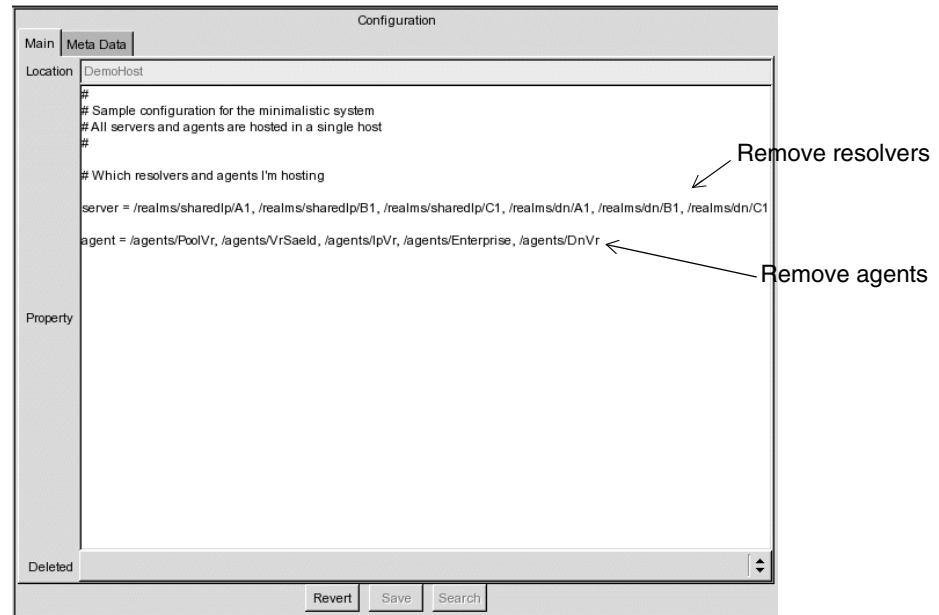 Configuration
Main Meta Data
Location DemoHost
#
# Sample configuration for the minimalistic system
# All servers and agents are hosted in a single host
#
# Which resolvers and agents I'm hosting
Remove resolvers
server = /realms/sharedIp/A1, /realms/sharedIp/B1, /realms/sharedIp/C1, /realms/dn/A1, /realms/dn/B1, /realms/dn/C1
agent = /agents/PoolVr, /agents/VrSaeId, /agents/IpVr, /agents/Enterprise, /agents/DnVr
Remove agents
Property
Deleted
Revert Save Search